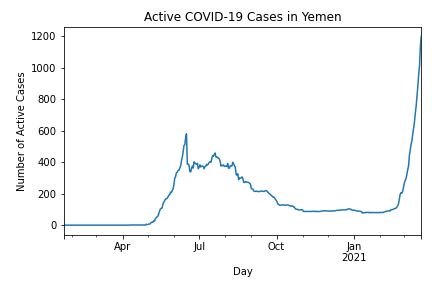 Active COVID-19 Cases in Yemen
1200
1000
800
600
400
200
0
Number of Active Cases
Apr
Jul
Oct
Jan
2021
Day